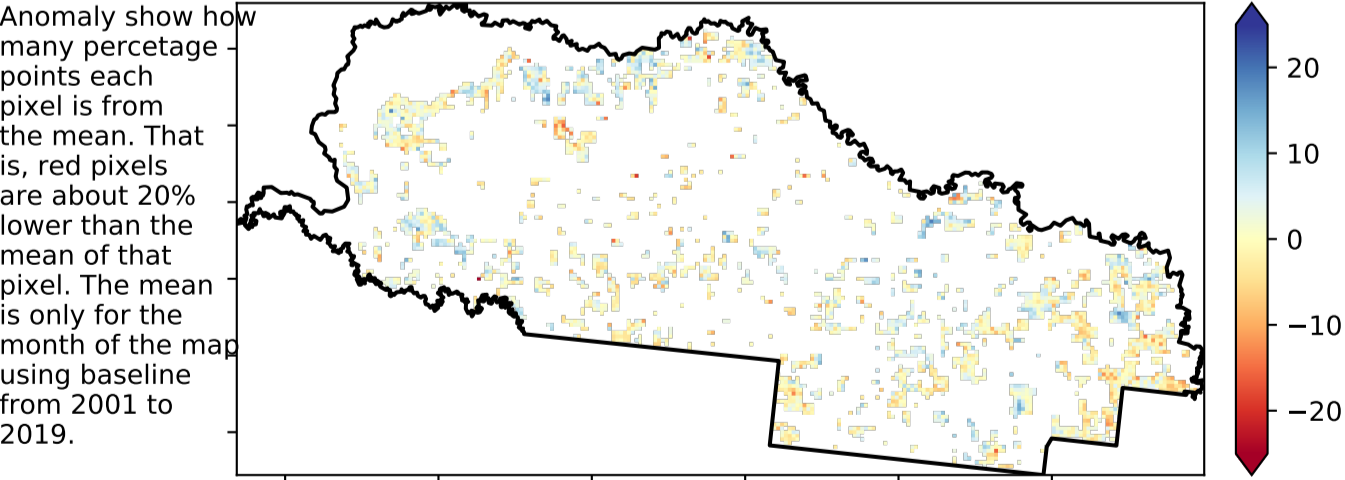 Anomaly show how
many percetage
points each
pixel is from
the mean. That
is, red pixels
are about 20%
lower than the
mean of that
pixel. The mean
is only for the
month of the map
using baseline
from 2001 to
2019.
20
10
0
−10
−20